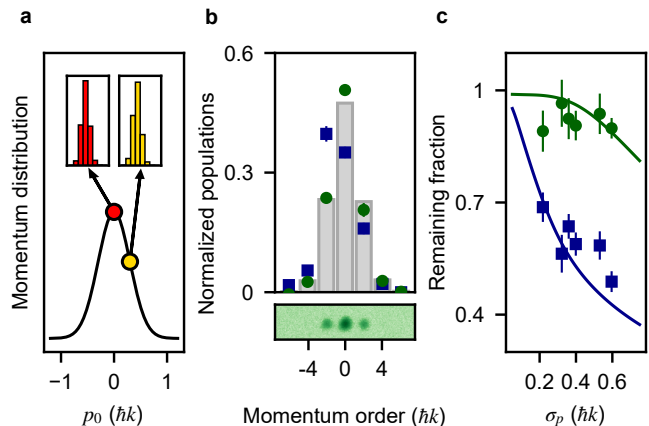 a
Momentum distribution
−1 0 1
p₀ (ħk)
b
Normalized populations
0.6
0.3
0
-4 0 4
Momentum order (ħk)
c
Remaining fraction
1
0.7
0.4
0.2 0.4 0.6
σₚ (ħk)